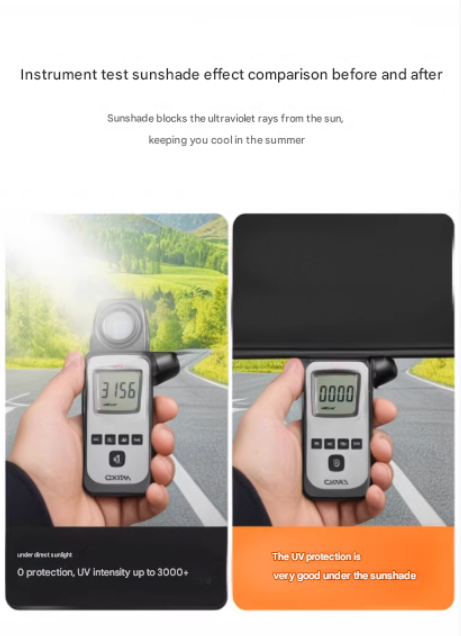 Instrument test sunshade effect comparison before and after
Sunshade blocks the ultraviolet rays from the sun,
keeping you cool in the summer
3156
0000
under direct sunlight
0 protection, UV intensity up to 3000+
The UV protection is
very good under the sunshade